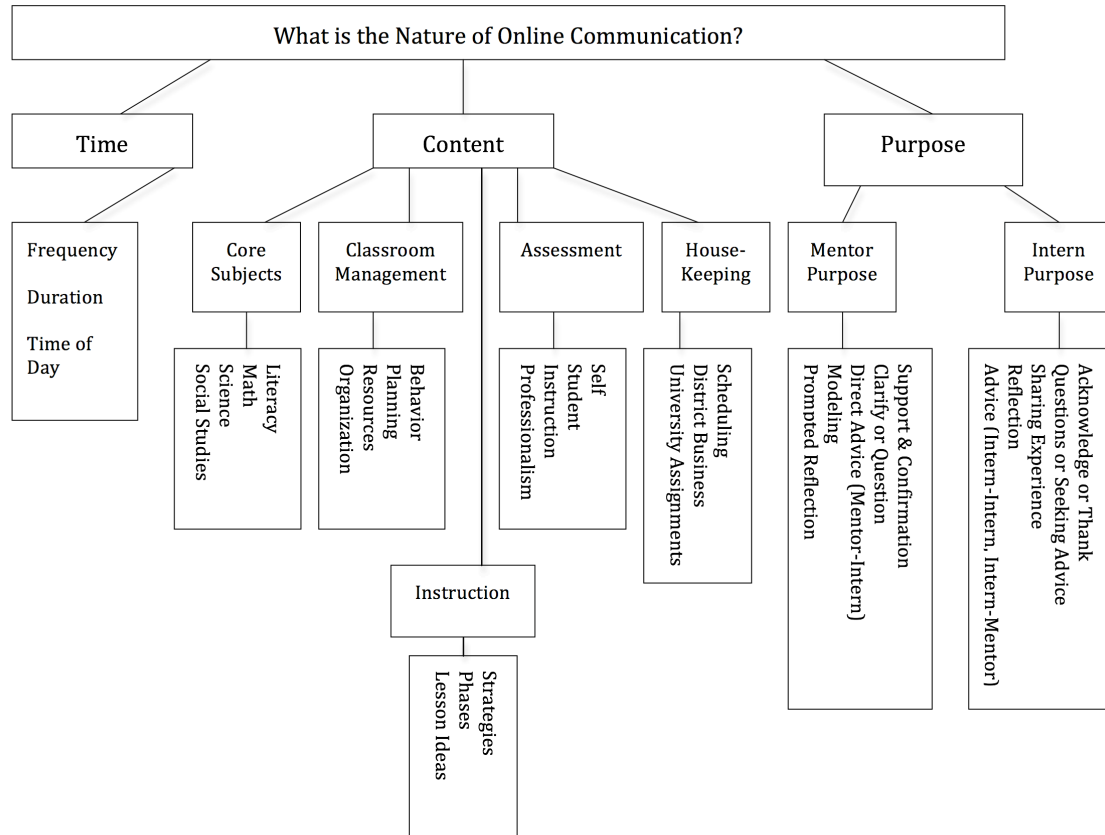 What is the Nature of Online Communication?
Time
Content
Purpose
Frequency
Duration
Time of
Day
Core
Subjects
Classroom
Management
Assessment
House-
Keeping
Mentor
Purpose
Intern
Purpose
Literacy
Math
Science
Social Studies
Behavior
Planning
Resources
Organization
Self
Student
Instruction
Professionalism
Scheduling
District Business
University Assignments
Support & Confirmation
Clarify or Question
Direct Advice (Mentor-Intern)
Modeling
Prompted Reflection
Acknowledge or Thank
Questions or Seeking Advice
Sharing Experience
Reflection
Advice (Intern-Intern, Intern-Mentor)
Instruction
Strategies
Phases
Lesson Ideas